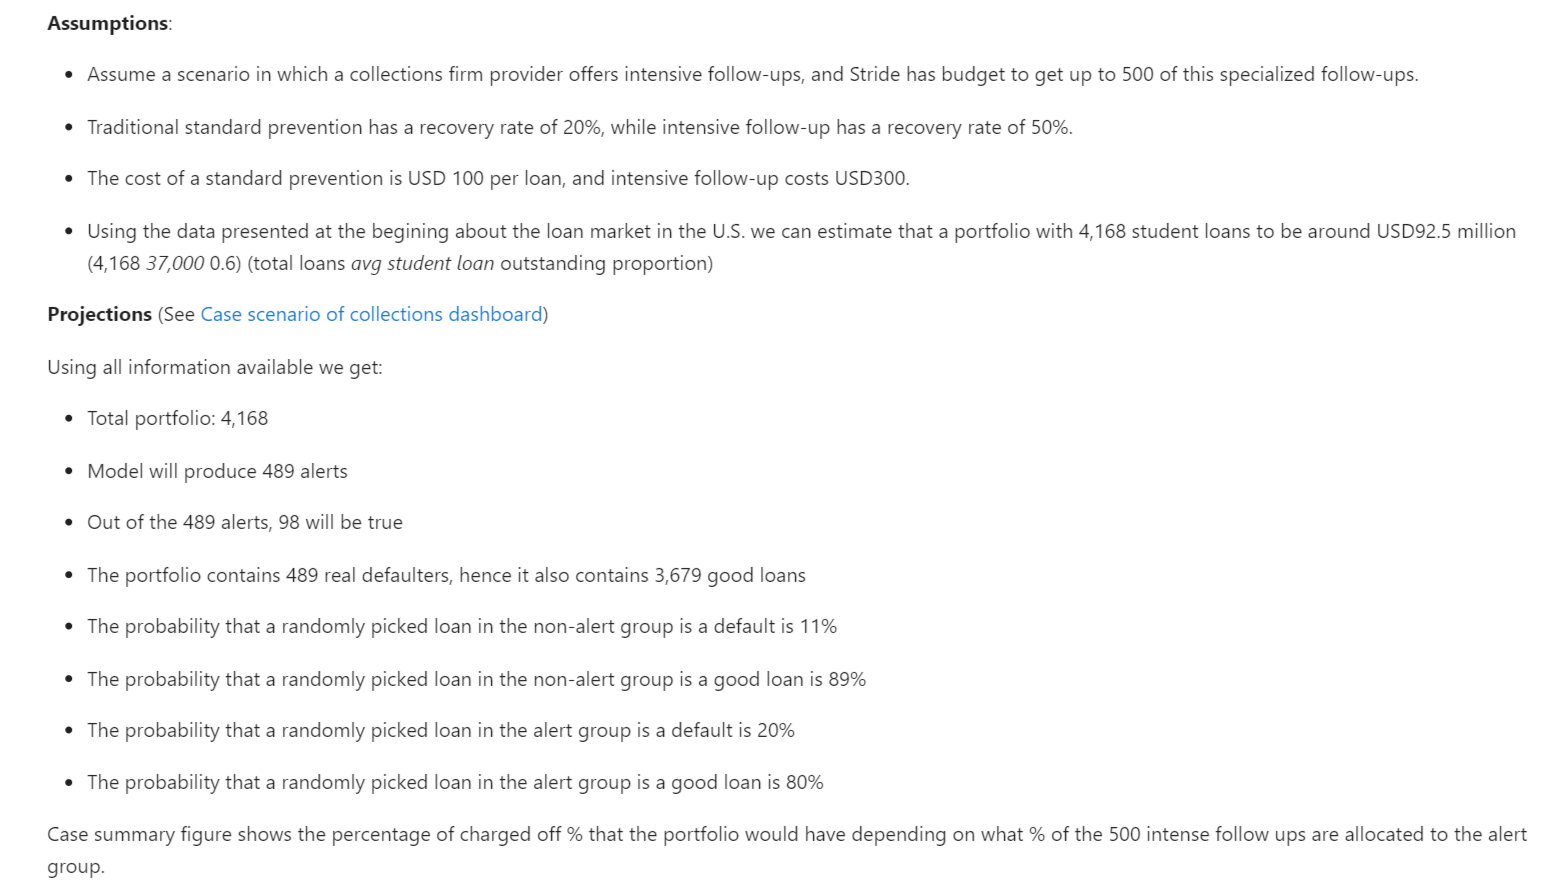 Assumptions:
• Assume a scenario in which a collections firm provider offers intensive follow-ups, and Stride has budget to get up to 500 of this specialized follow-ups.
• Traditional standard prevention has a recovery rate of 20%, while intensive follow-up has a recovery rate of 50%.
• The cost of a standard prevention is USD 100 per loan, and intensive follow-up costs USD300.
• Using the data presented at the begining about the loan market in the U.S. we can estimate that a portfolio with 4,168 student loans to be around USD92.5 million
(4,168 37,000 0.6) (total loans avg student loan outstanding proportion)
Projections (See Case scenario of collections dashboard)
Using all information available we get:
• Total portfolio: 4,168
• Model will produce 489 alerts
• Out of the 489 alerts, 98 will be true
• The portfolio contains 489 real defaulters, hence it also contains 3,679 good loans
• The probability that a randomly picked loan in the non-alert group is a default is 11%
• The probability that a randomly picked loan in the non-alert group is a good loan is 89%
• The probability that a randomly picked loan in the alert group is a default is 20%
• The probability that a randomly picked loan in the alert group is a good loan is 80%
Case summary figure shows the percentage of charged off % that the portfolio would have depending on what % of the 500 intense follow ups are allocated to the alert
group.